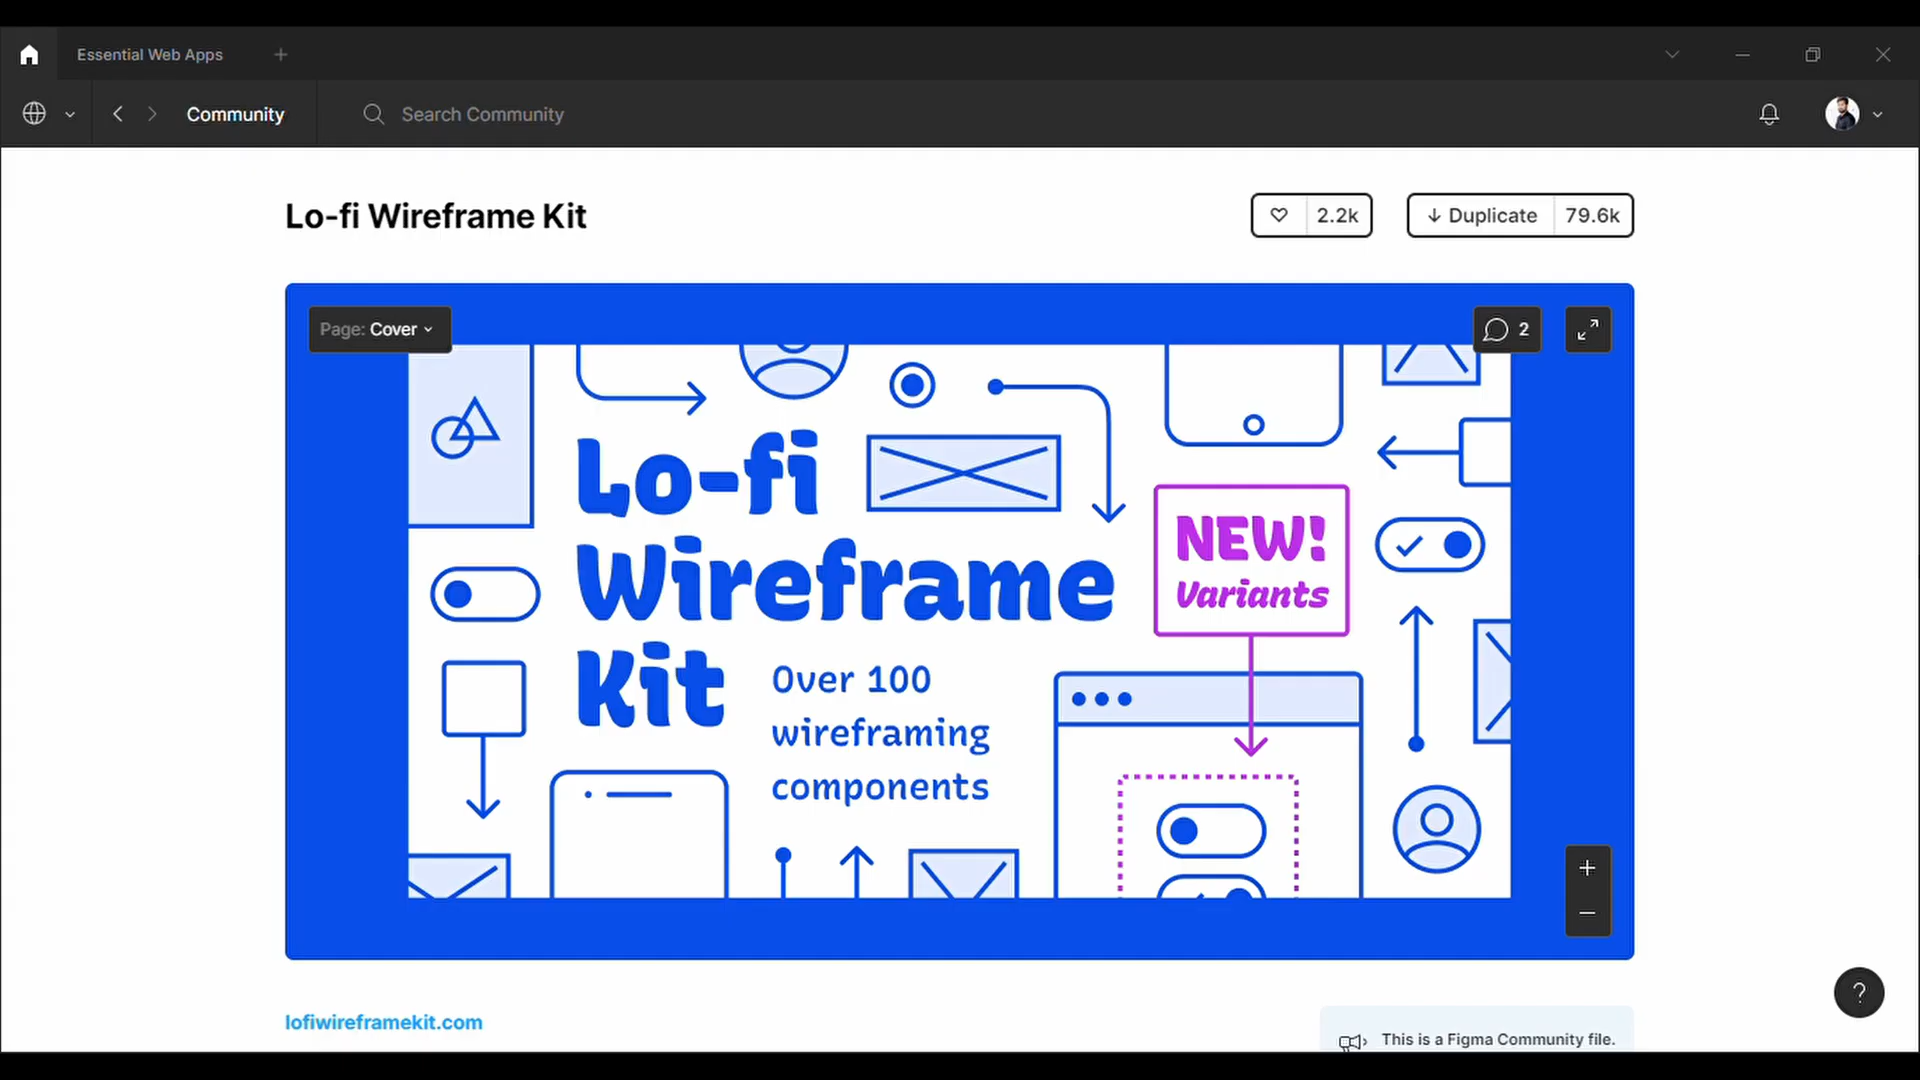 Essential Web Apps
Community
Search Community
Lo-fi Wireframe Kit
2.2k
Duplicate
79.6k
Page: Cover
2
Lo-fi
Wireframe
Kit
NEW!
Variants
Over 100
wireframing
components
?
lofiwireframekit.com
This is a Figma Community file.